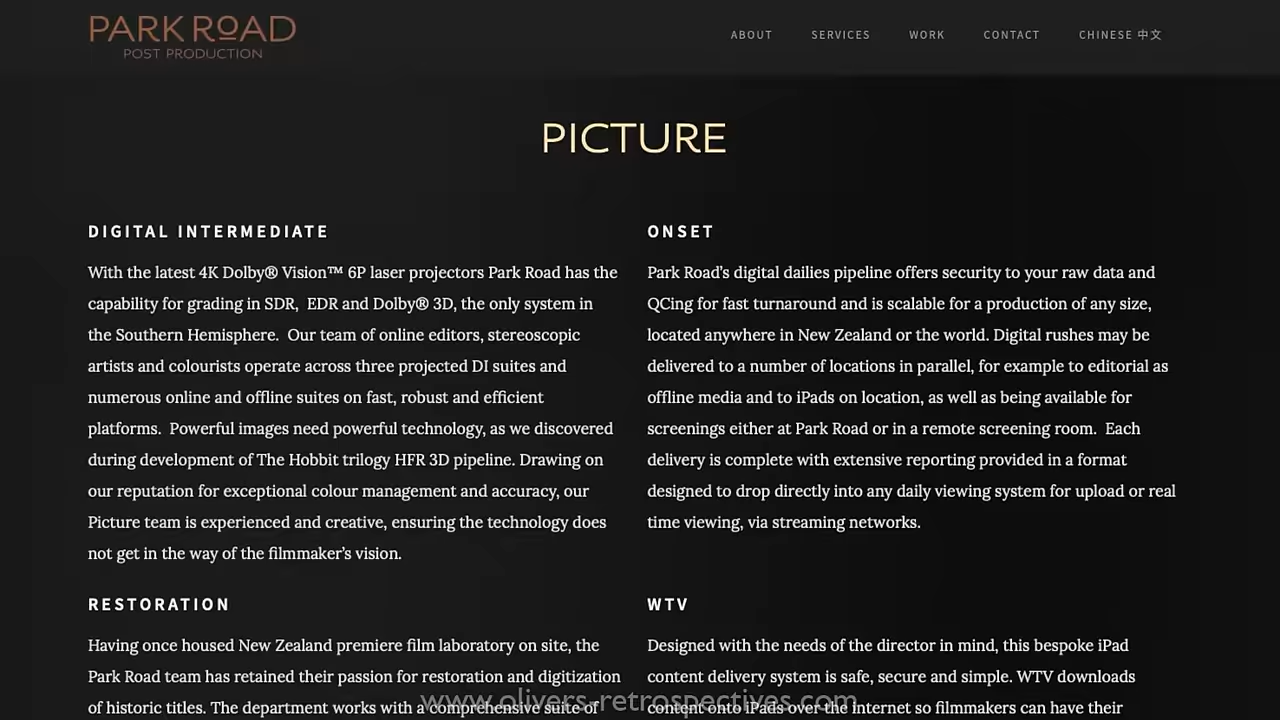 PARK ROAD
POST PRODUCTION
ABOUT
SERVICES
WORK
CONTACT
CHINESE 中文
PICTURE
DIGITAL INTERMEDIATE
With the latest 4K Dolby® Vision™ 6P laser projectors Park Road has the
capability for grading in SDR,  EDR and Dolby® 3D, the only system in
the Southern Hemisphere.  Our team of online editors, stereoscopic
artists and colourists operate across three projected DI suites and
numerous online and offline suites on fast, robust and efficient
platforms.  Powerful images need powerful technology, as we discovered
during development of The Hobbit trilogy HFR 3D pipeline. Drawing on
our reputation for exceptional colour management and accuracy, our
Picture team is experienced and creative, ensuring the technology does
not get in the way of the filmmaker’s vision.
ONSET
Park Road’s digital dailies pipeline offers security to your raw data and
QCing for fast turnaround and is scalable for a production of any size,
located anywhere in New Zealand or the world. Digital rushes may be
delivered to a number of locations in parallel, for example to editorial as
offline media and to iPads on location, as well as being available for
screenings either at Park Road or in a remote screening room.  Each
delivery is complete with extensive reporting provided in a format
designed to drop directly into any daily viewing system for upload or real
time viewing, via streaming networks.
RESTORATION
Having once housed New Zealand premiere film laboratory on site, the
Park Road team has retained their passion for restoration and digitization
of historic titles. The department works with a comprehensive suite of
WTV
Designed with the needs of the director in mind, this bespoke iPad
content delivery system is safe, secure and simple. WTV downloads
content onto iPads over the internet so filmmakers can have their
www.olivers-retrospectives.com